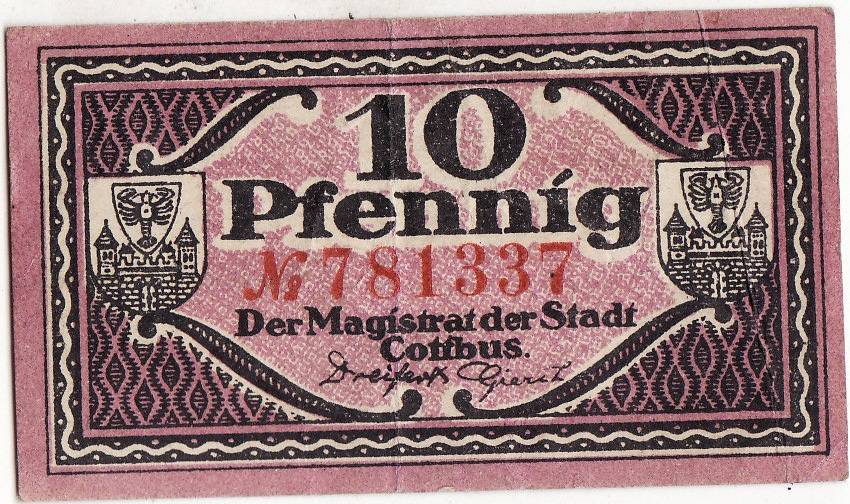 10
Pfennig
№ 781337
Der Magistrat der Stadt
Cottbus.